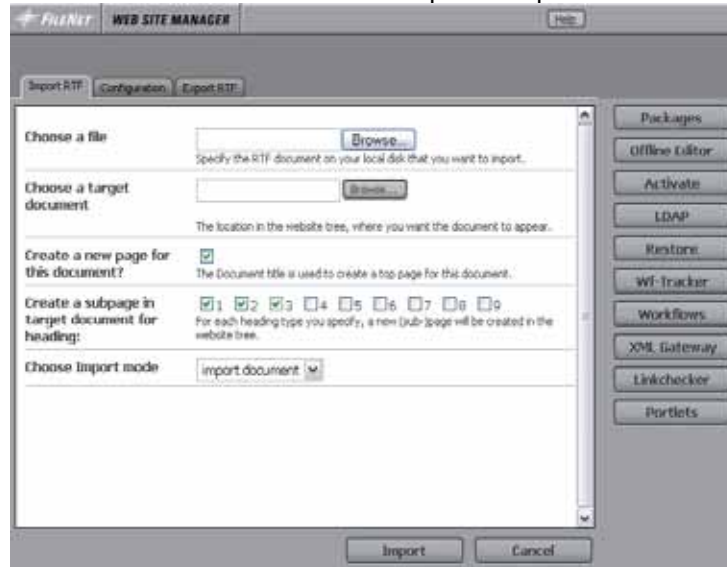 FILENET WEB SITE MANAGER Help
Import RTF Configuration Export RTF
Choose a file Browse...
Specify the RTF document on your local disk that you want to import.
Choose a target
document
Browse...
The location in the website tree, where you want the document to appear.
Create a new page for
this document?
The Document title is used to create a top page for this document.
Create a subpage in
target document for
heading:
1 2 3 4 5 6 7 8 9
For each heading type you specify, a new (sub-)page will be created in the
website tree.
Choose Import mode import document
Import Cancel
Packages
Offline Editor
Activate
LDAP
Restore
WF-Tracker
Workflows
XML Gateway
Linkchecker
Portlets